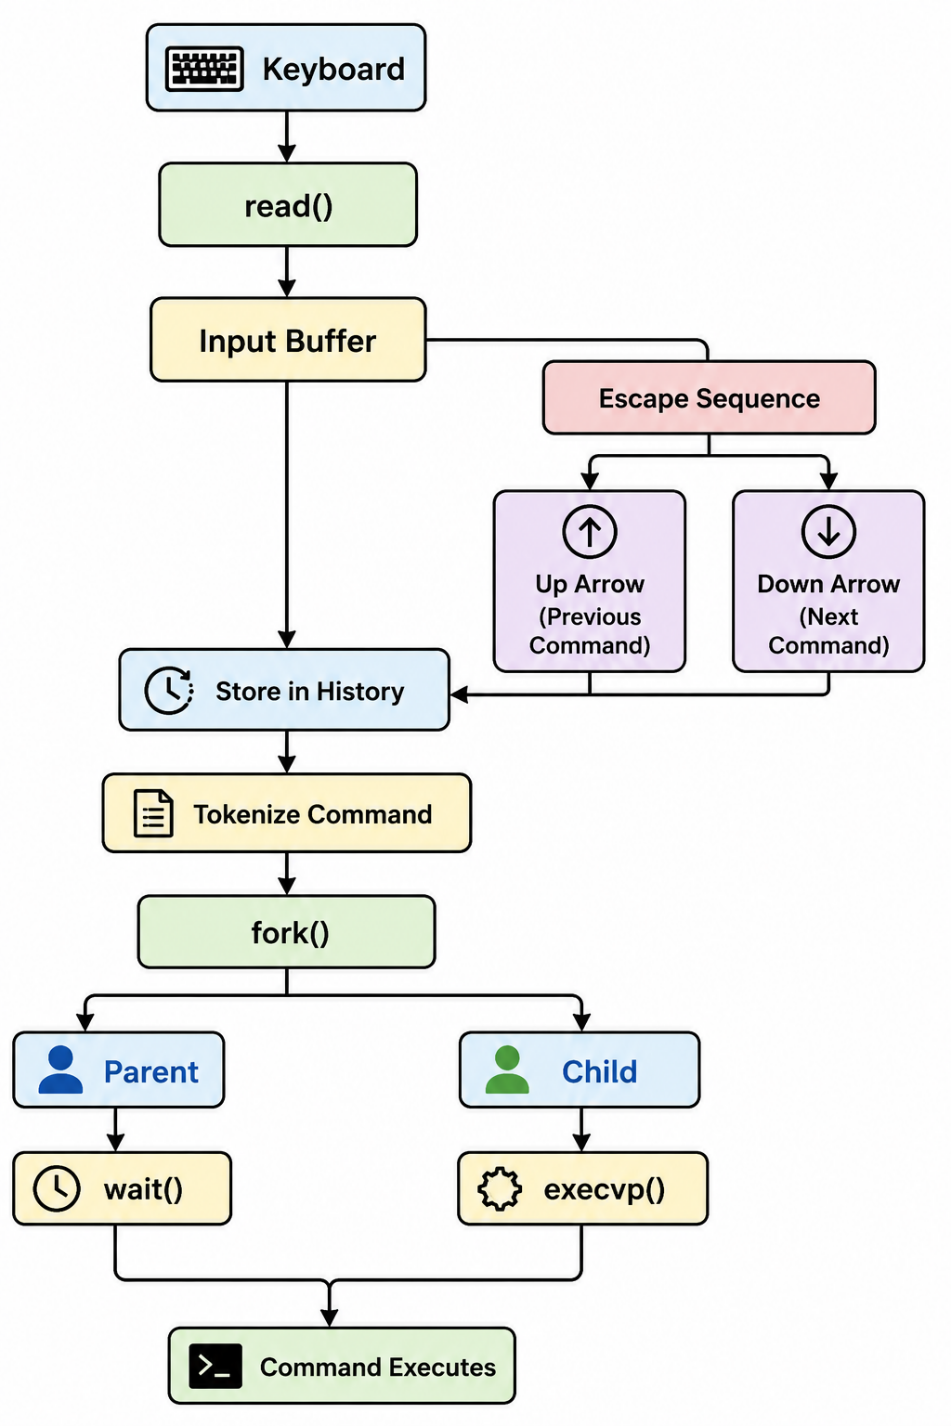 Keyboard
read()
Input Buffer
Escape Sequence
Up Arrow
(Previous
Command)
Down Arrow
(Next
Command)
Store in History
Tokenize Command
fork()
Parent
Child
wait()
execvp()
>_
Command Executes